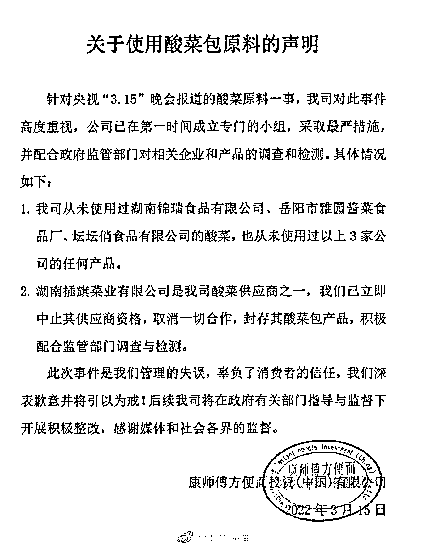 关于使用酸菜包原料的声明
针对央视“3.15”晚会报道的酸菜原料一事，我司对此事件
高度重视，公司已在第一时间成立专门的小组，采取最严措施，
并配合政府监管部门对相关企业和产品的调查和检测。具体情况
如下：
1. 我司从未使用过湖南锦瑞食品有限公司、岳阳市雅园酱菜食
品厂、坛坛俏食品有限公司的酸菜，也从未使用过以上3家公
司的任何产品。
2. 湖南插旗菜业有限公司是我司酸菜供应商之一，我们已立即
中止其供应商资格，取消一切合作，封存其酸菜包产品，积极
配合监管部门调查与检测。
此次事件是我们管理的失误，辜负了消费者的信任，我们深
表歉意并将引以为戒！后续我司将在政府有关部门指导与监督下
开展积极整改，感谢媒体和社会各界的监督。
康师傅方便面投资(中国)有限公司
2022年3月15日
康师傅方便面